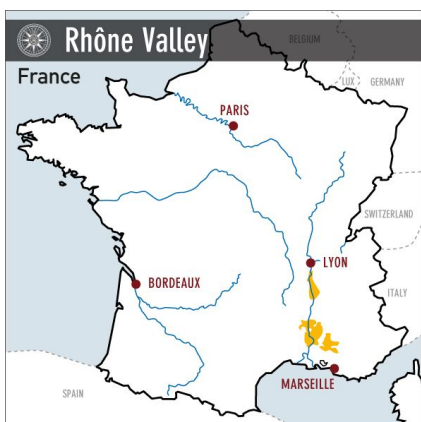 Rhône Valley
BELGIUM
France
LUX
GERMANY
PARIS
SWITZERLAND
LYON
BORDEAUX
ITALY
MARSEILLE
SPAIN